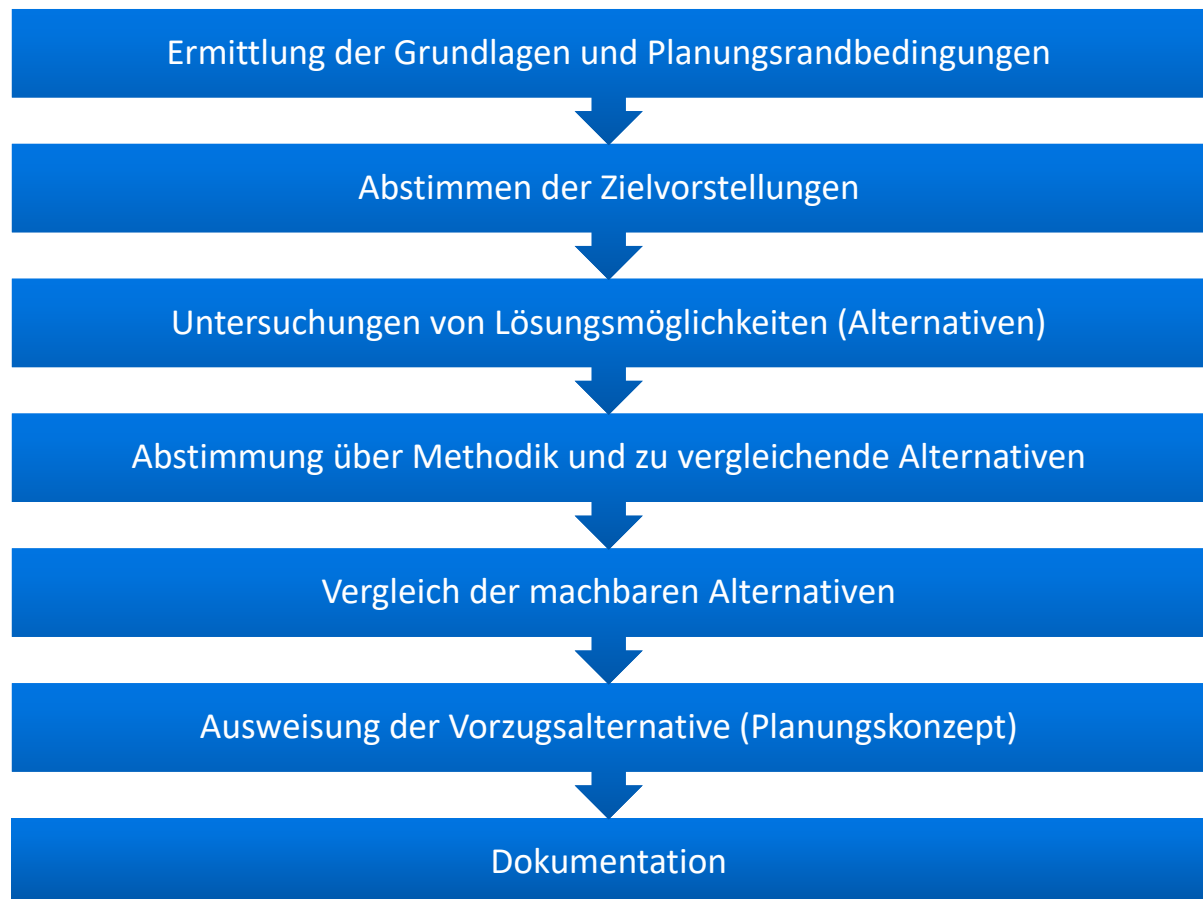 Ermittlung der Grundlagen und Planungsrandbedingungen
Abstimmen der Zielvorstellungen
Untersuchungen von Lösungsmöglichkeiten (Alternativen)
Abstimmung über Methodik und zu vergleichende Alternativen
Vergleich der machbaren Alternativen
Ausweisung der Vorzugsalternative (Planungskonzept)
Dokumentation